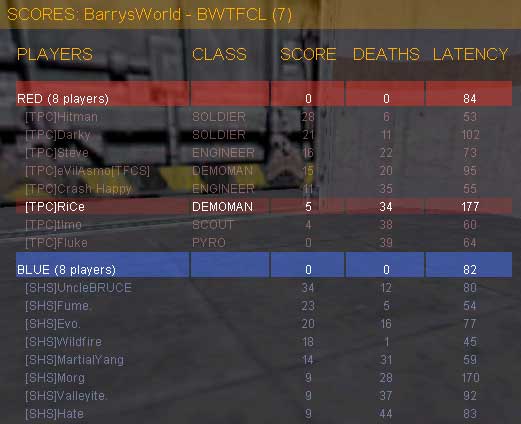 SCORES: BarrysWorld - BWTFCL (7)
PLAYERS CLASS SCORE DEATHS LATENCY
RED (8 players) 0 0 84
[TPC]Hitman SOLDIER 28 6 53
[TPC]Darky SOLDIER 21 11 102
[TPC]Steve ENGINEER 16 22 73
[TPC]eVilAsmo[TFCS] DEMOMAN 15 20 95
[TPC]Crash Happy ENGINEER 11 35 55
[TPC]RiCe DEMOMAN 5 34 177
[TPC]timo SCOUT 4 38 60
[TPC]Fluke PYRO 0 39 64
BLUE (8 players) 0 0 82
[SHS]UncleBRUCE 34 12 80
[SHS]Fume. 23 5 54
[SHS]Evo. 20 16 77
[SHS]Wildfire 18 1 45
[SHS]MartialYang 14 31 59
[SHS]Morg 9 28 170
[SHS]Valleyite. 9 37 92
[SHS]Hate 9 44 83